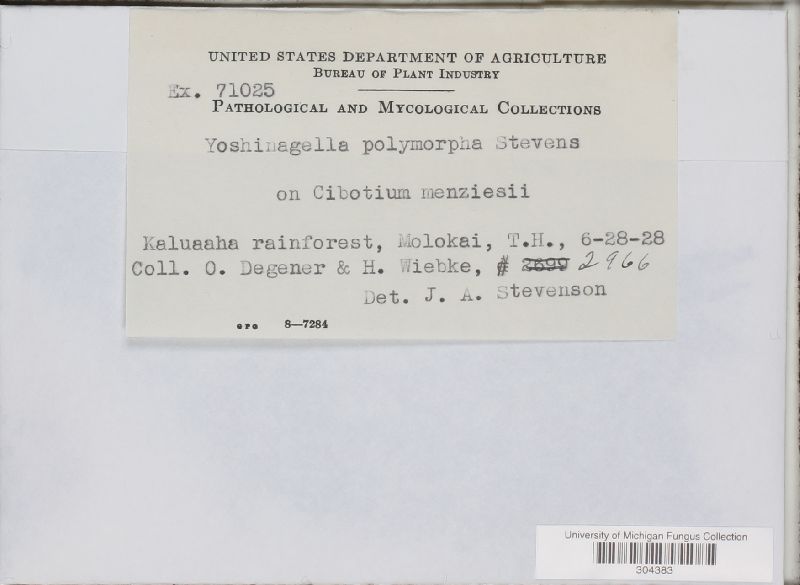 UNITED STATES DEPARTMENT OF AGRICULTURE
BUREAU OF PLANT INDUSTRY
Ex. 71025
PATHOLOGICAL AND MYCOLOGICAL COLLECTIONS
Yoshinagella polymorpha Stevens
on Cibotium menziesii
Kaluaaha rainforest, Molokai, T.H., 6-28-28
Coll. O. Degener & H. Wiebke, # 2699 2966
Det. J. A. Stevenson
GPO 8—7284
University of Michigan Fungus Collection
304383